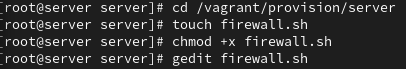 [root@server server]# cd /vagrant/provision/server
[root@server server]# touch firewall.sh
[root@server server]# chmod +x firewall.sh
[root@server server]# gedit firewall.sh